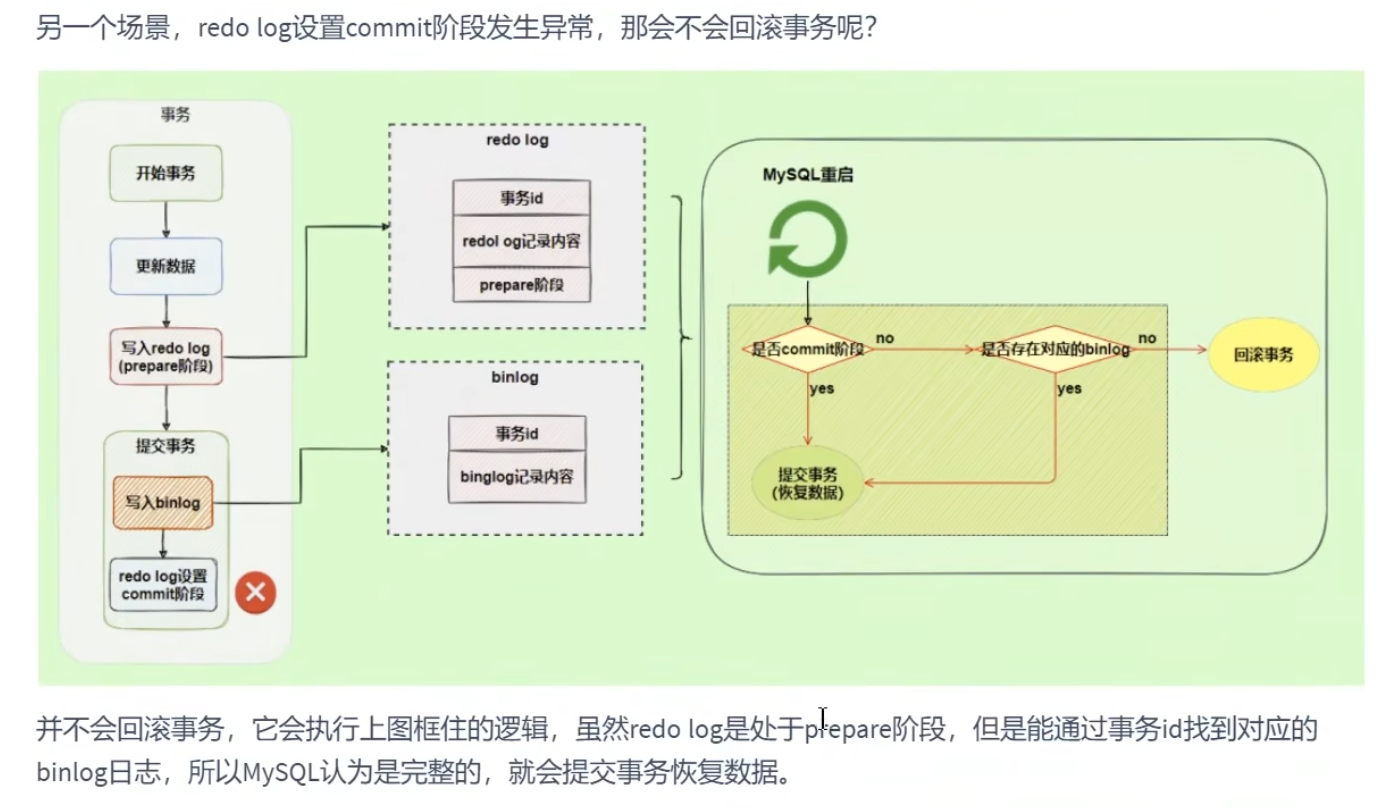 另一个场景，redo log设置commit阶段发生异常，那会不会回滚事务呢？
事务
开始事务
更新数据
写入redo log
(prepare阶段)
提交事务
写入binlog
redo log设置
commit阶段
redo log
事务id
redol og记录内容
prepare阶段
binlog
事务id
binglog记录内容
MySQL重启
是否commit阶段
no
是否存在对应的binlog
no
回滚事务
yes
yes
提交事务
(恢复数据)
并不会回滚事务，它会执行上图框住的逻辑，虽然redo log是处于prepare阶段，但是能通过事务id找到对应的
binlog日志，所以MySQL认为是完整的，就会提交事务恢复数据。